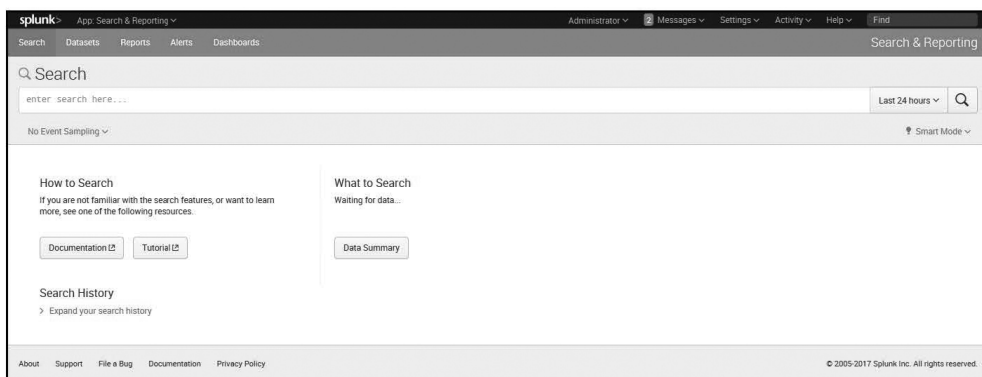 splunk> App: Search & Reporting Administrator 2 Messages Settings Activity Help Find
Search Datasets Reports Alerts Dashboards Search & Reporting
Search
enter search here... Last 24 hours
No Event Sampling Smart Mode
How to Search
If you are not familiar with the search features, or want to learn
more, see one of the following resources.
Documentation Tutorial
What to Search
Waiting for data...
Data Summary
Search History
> Expand your search history
About Support File a Bug Documentation Privacy Policy © 2005-2017 Splunk Inc. All rights reserved.